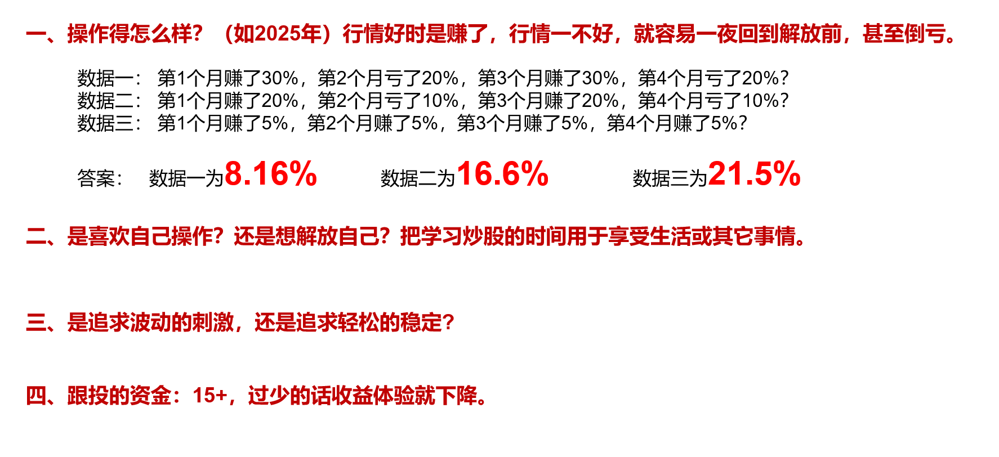 一、操作得怎么样？（如2025年）行情好时是赚了，行情一不好，就容易一夜回到解放前，甚至倒亏。
数据一： 第1个月赚了30%，第2个月亏了20%，第3个月赚了30%，第4个月亏了20%？
数据二： 第1个月赚了20%，第2个月亏了10%，第3个月赚了20%，第4个月亏了10%？
数据三： 第1个月赚了5%，第2个月赚了5%，第3个月赚了5%，第4个月赚了5%？
答案： 数据一为8.16% 数据二为16.6% 数据三为21.5%
二、是喜欢自己操作？还是想解放自己？把学习炒股的时间用于享受生活或其它事情。
三、是追求波动的刺激，还是追求轻松的稳定？
四、跟投的资金：15+，过少的话收益体验就下降。